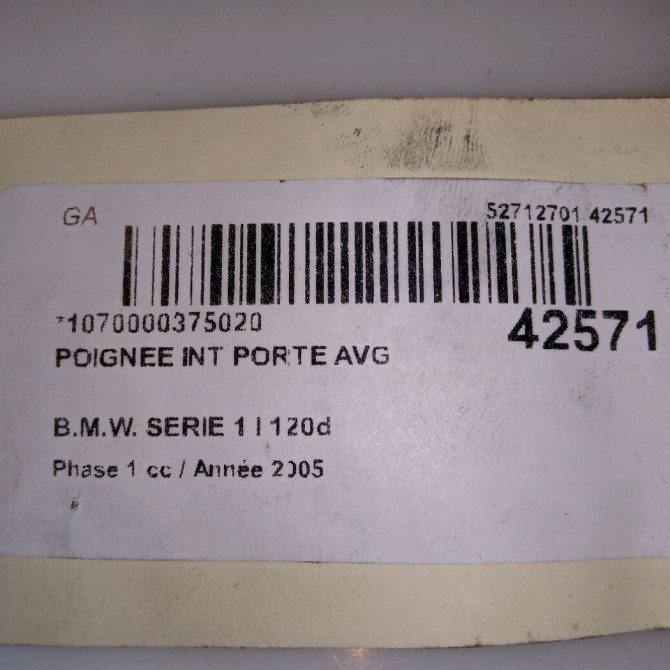 GA
52712701 42571
*1070000375020
42571
POIGNEE INT PORTE AVG
B.M.W. SERIE 1 I 120d
Phase 1 cc / Année 2005